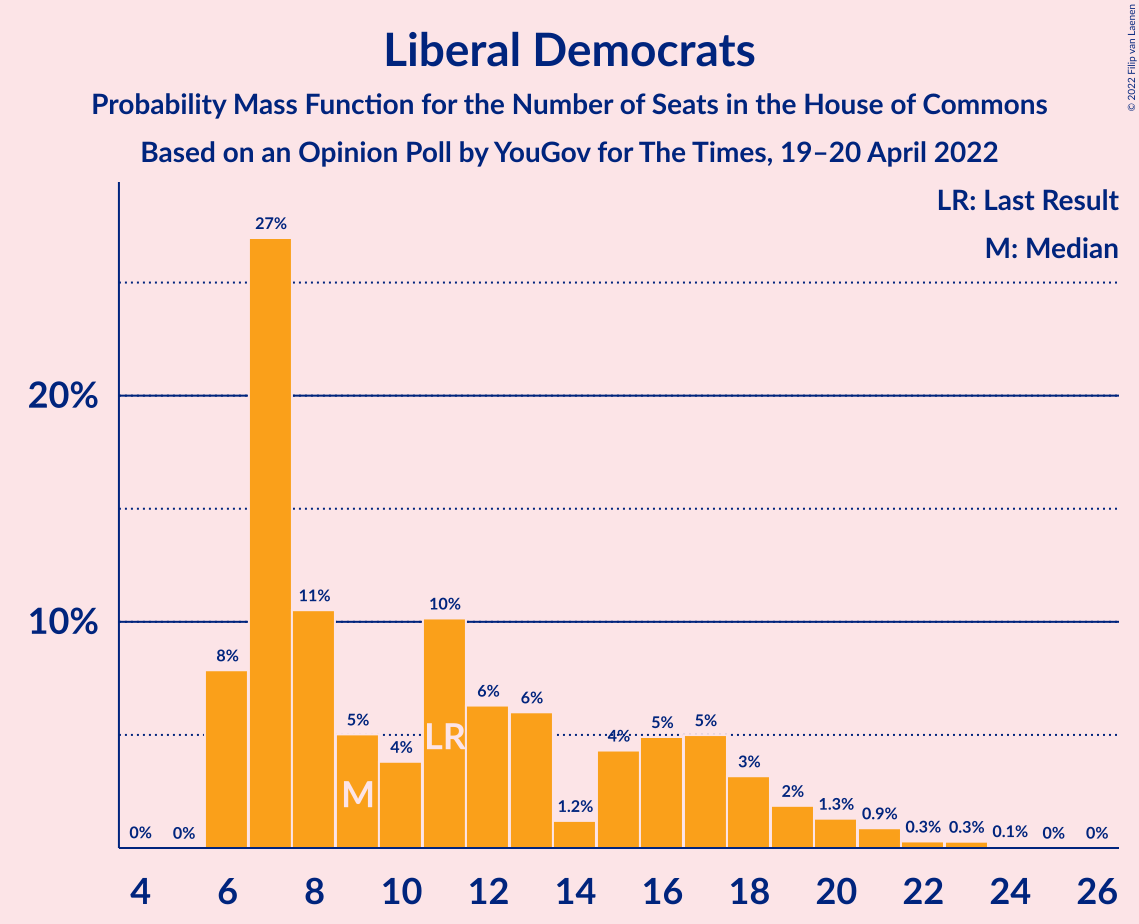 Liberal Democrats
Probability Mass Function for the Number of Seats in the House of Commons
Based on an Opinion Poll by YouGov for The Times, 19–20 April 2022
© 2022 Filip van Laenen
LR: Last Result
M: Median
27%
20%
11%
10%
10%
8%
6%
6%
5%
5%
5%
4%
4%
LR
3%
M
2%
1.2%
1.3%
0.9%
0%
0%
0.3%
0.3%
0.1%
0%
0%
4 6 8 10 12 14 16 18 20 22 24 26